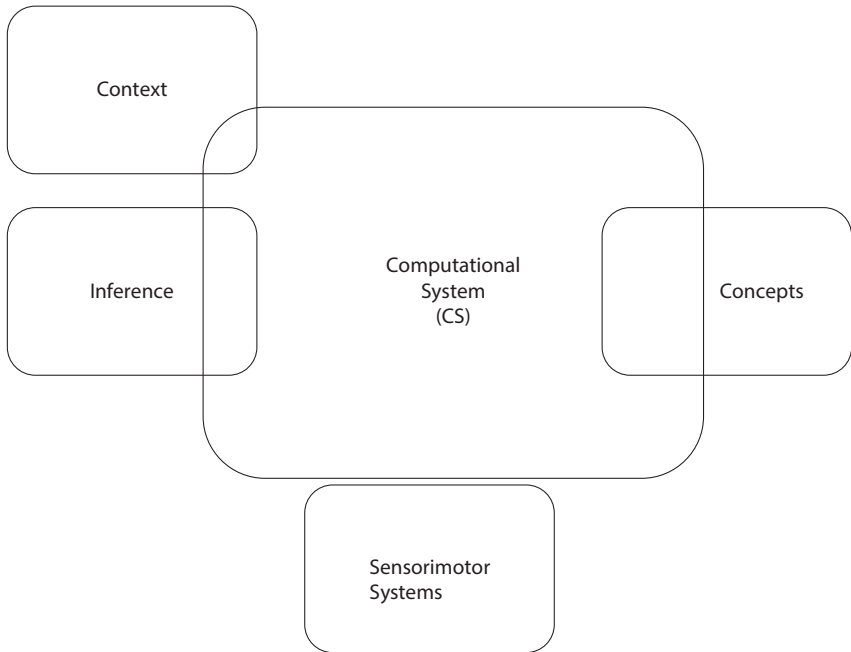 Context
Inference
Computational
System
(CS)
Concepts
Sensorimotor
Systems